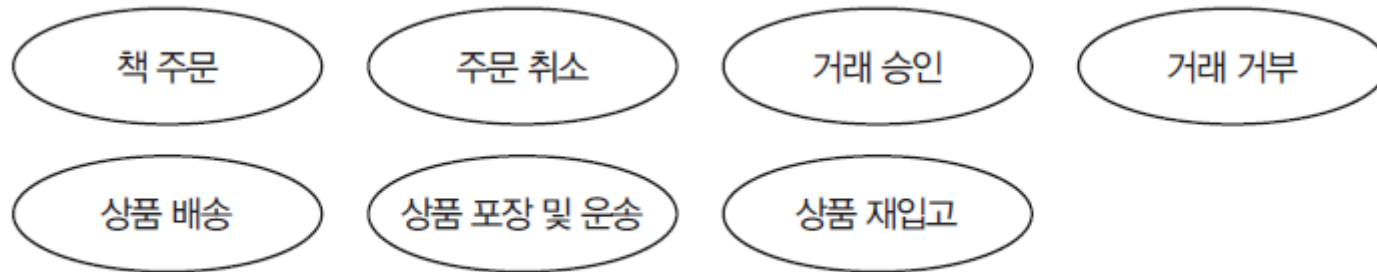 책 주문 주문 취소 거래 승인 거래 거부
상품 배송 상품 포장 및 운송 상품 재입고